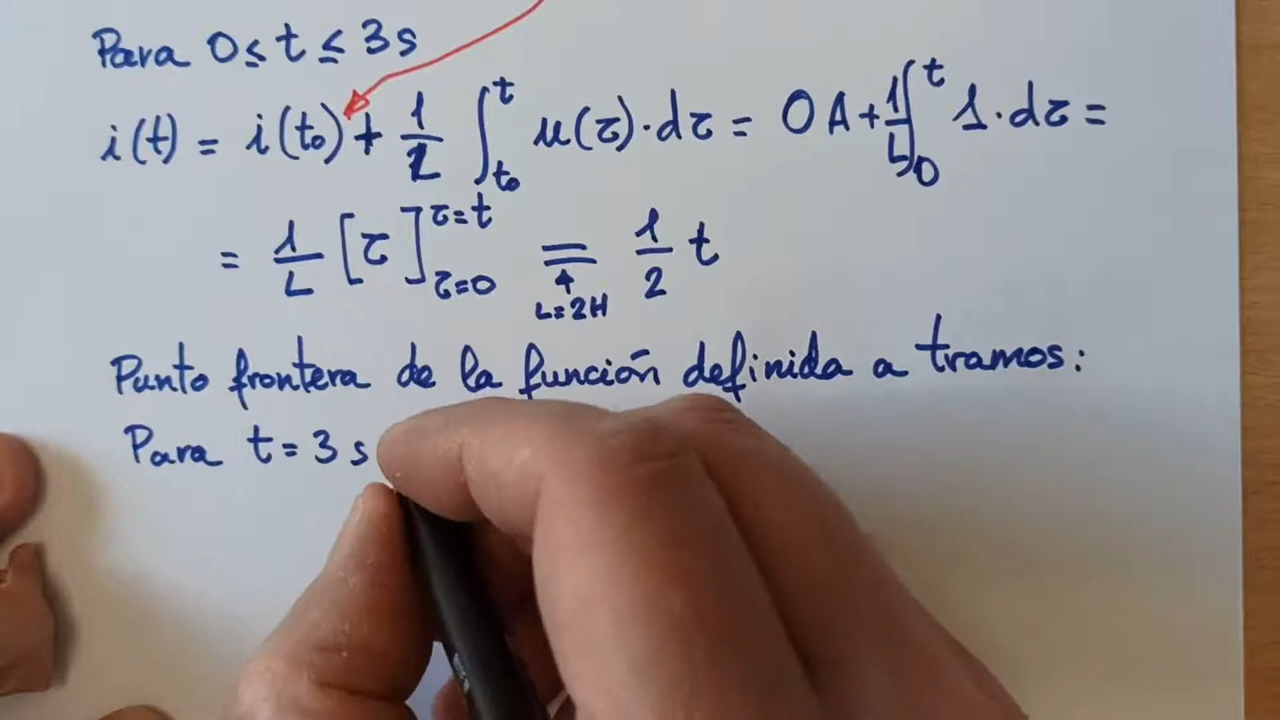 Para 0 ≤ t ≤ 3s
i(t) = i(t₀) + 1/L ∫_{t₀}^{t} u(τ)·dτ = 0 A + 1/L ∫_{0}^{t} 1·dτ =
= 1/L [τ]_{τ=0}^{τ=t} = 1/2 t
↑
L=2H
Punto frontera de la función definida a tramos:
Para t = 3 s